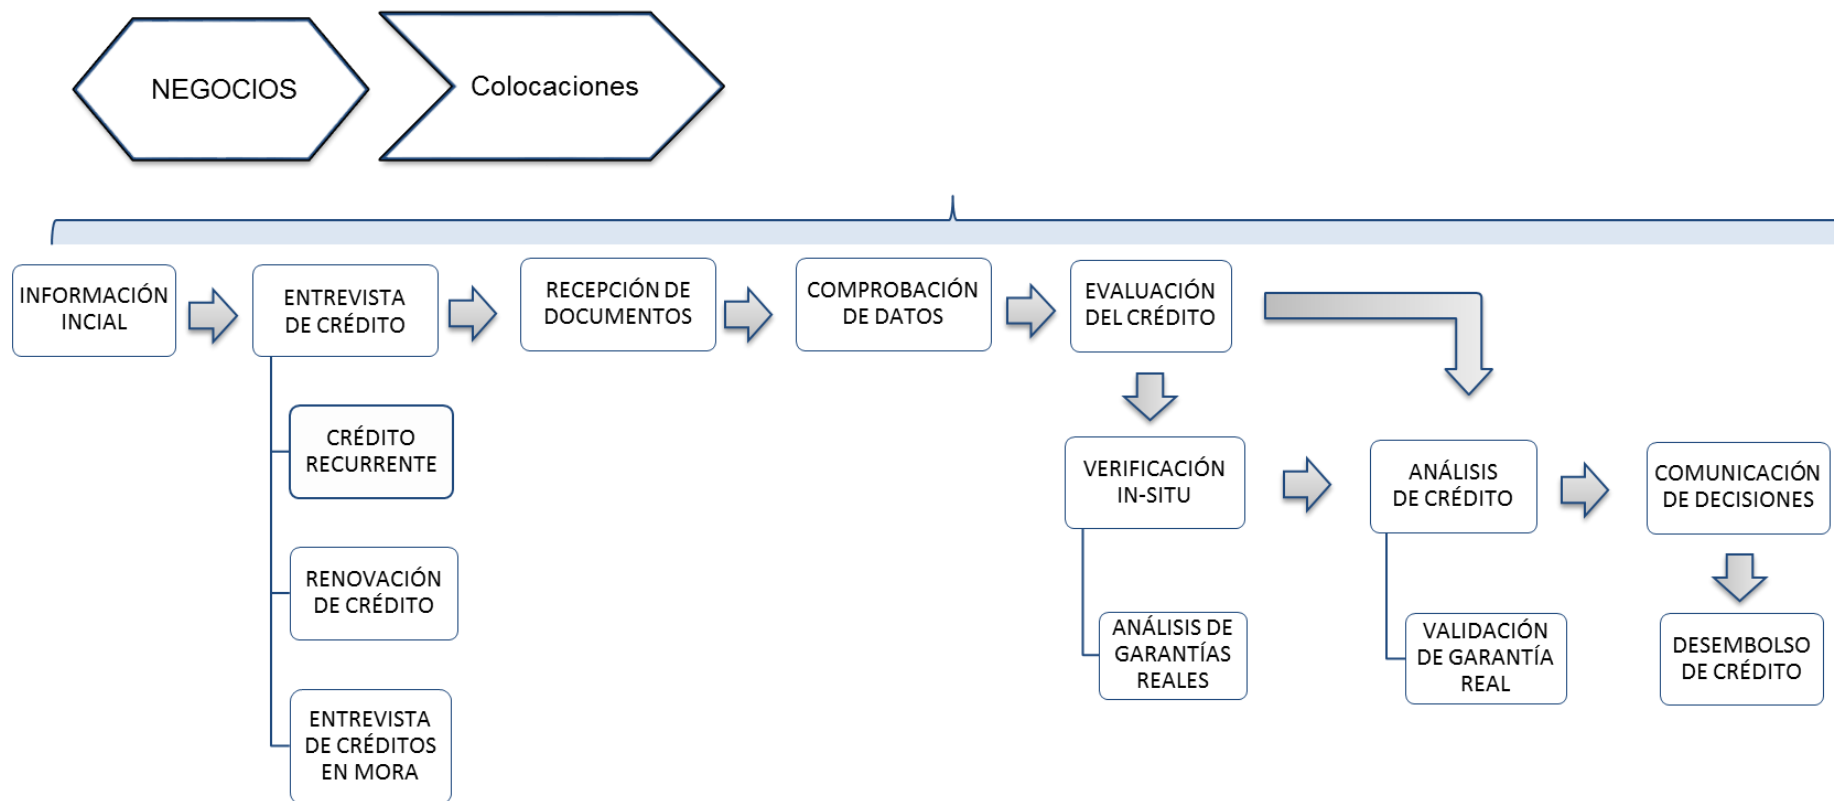 NEGOCIOS
Colocaciones
INFORMACIÓN
INCIAL
ENTREVISTA
DE CRÉDITO
RECEPCIÓN DE
DOCUMENTOS
COMPROBACIÓN
DE DATOS
EVALUACIÓN
DEL CRÉDITO
CRÉDITO
RECURRENTE
RENOVACIÓN
DE CRÉDITO
ENTREVISTA
DE CRÉDITOS
EN MORA
VERIFICACIÓN
IN-SITU
ANÁLISIS DE
GARANTÍAS
REALES
ANÁLISIS
DE CRÉDITO
VALIDACIÓN
DE GARANTÍA
REAL
COMUNICACIÓN
DE DECISIONES
DESEMBOLSO
DE CRÉDITO